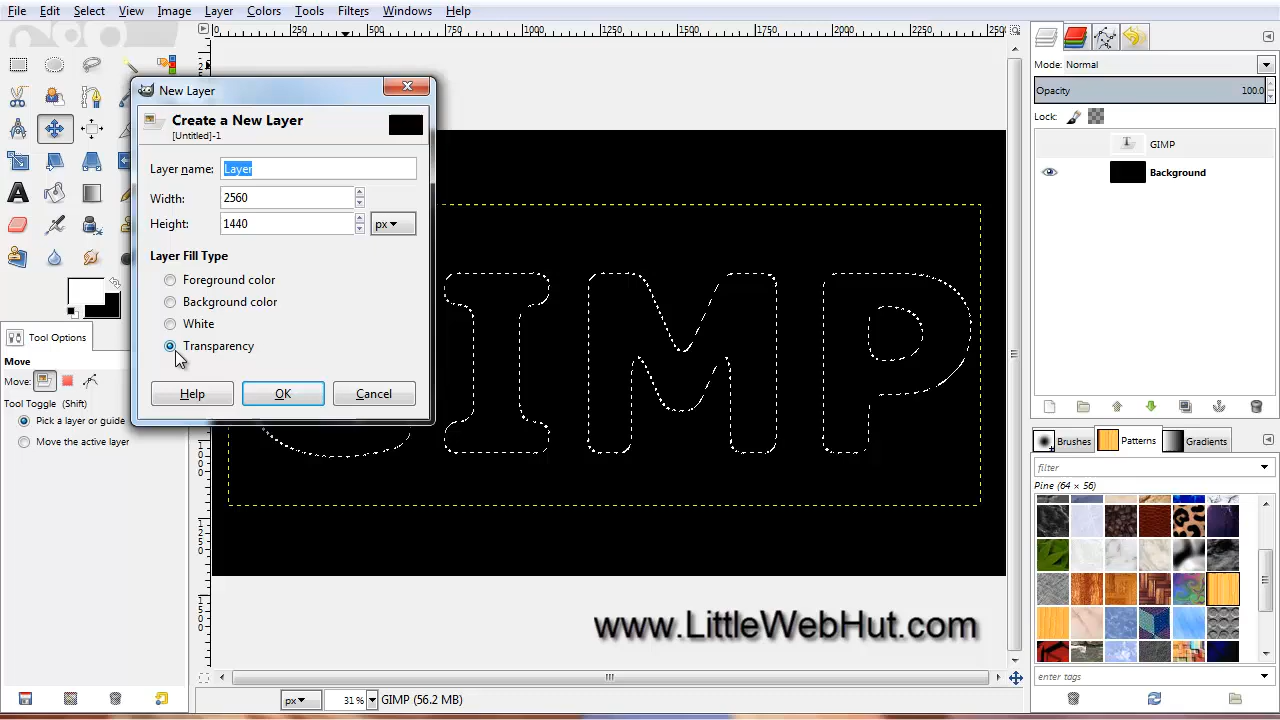 File Edit Select View Image Layer Colors Tools Filters Windows Help
0 250 500 750 1000 1250 1500 1750 2000 2250 2500
New Layer
Create a New Layer
[Untitled]-1
Layer name: Layer
Width: 2560
Height: 1440 px
Layer Fill Type
Foreground color
Background color
White
Transparency
Help OK Cancel
Tool Options
Move
Move:
Tool Toggle (Shift)
Pick a layer or guide
Move the active layer
Mode: Normal
Opacity 100.0
Lock:
GIMP
Background
Brushes Patterns Gradients
filter
Pine (64 × 56)
enter tags
IMP
www.LittleWebHut.com
px 31 % GIMP (56.2 MB)